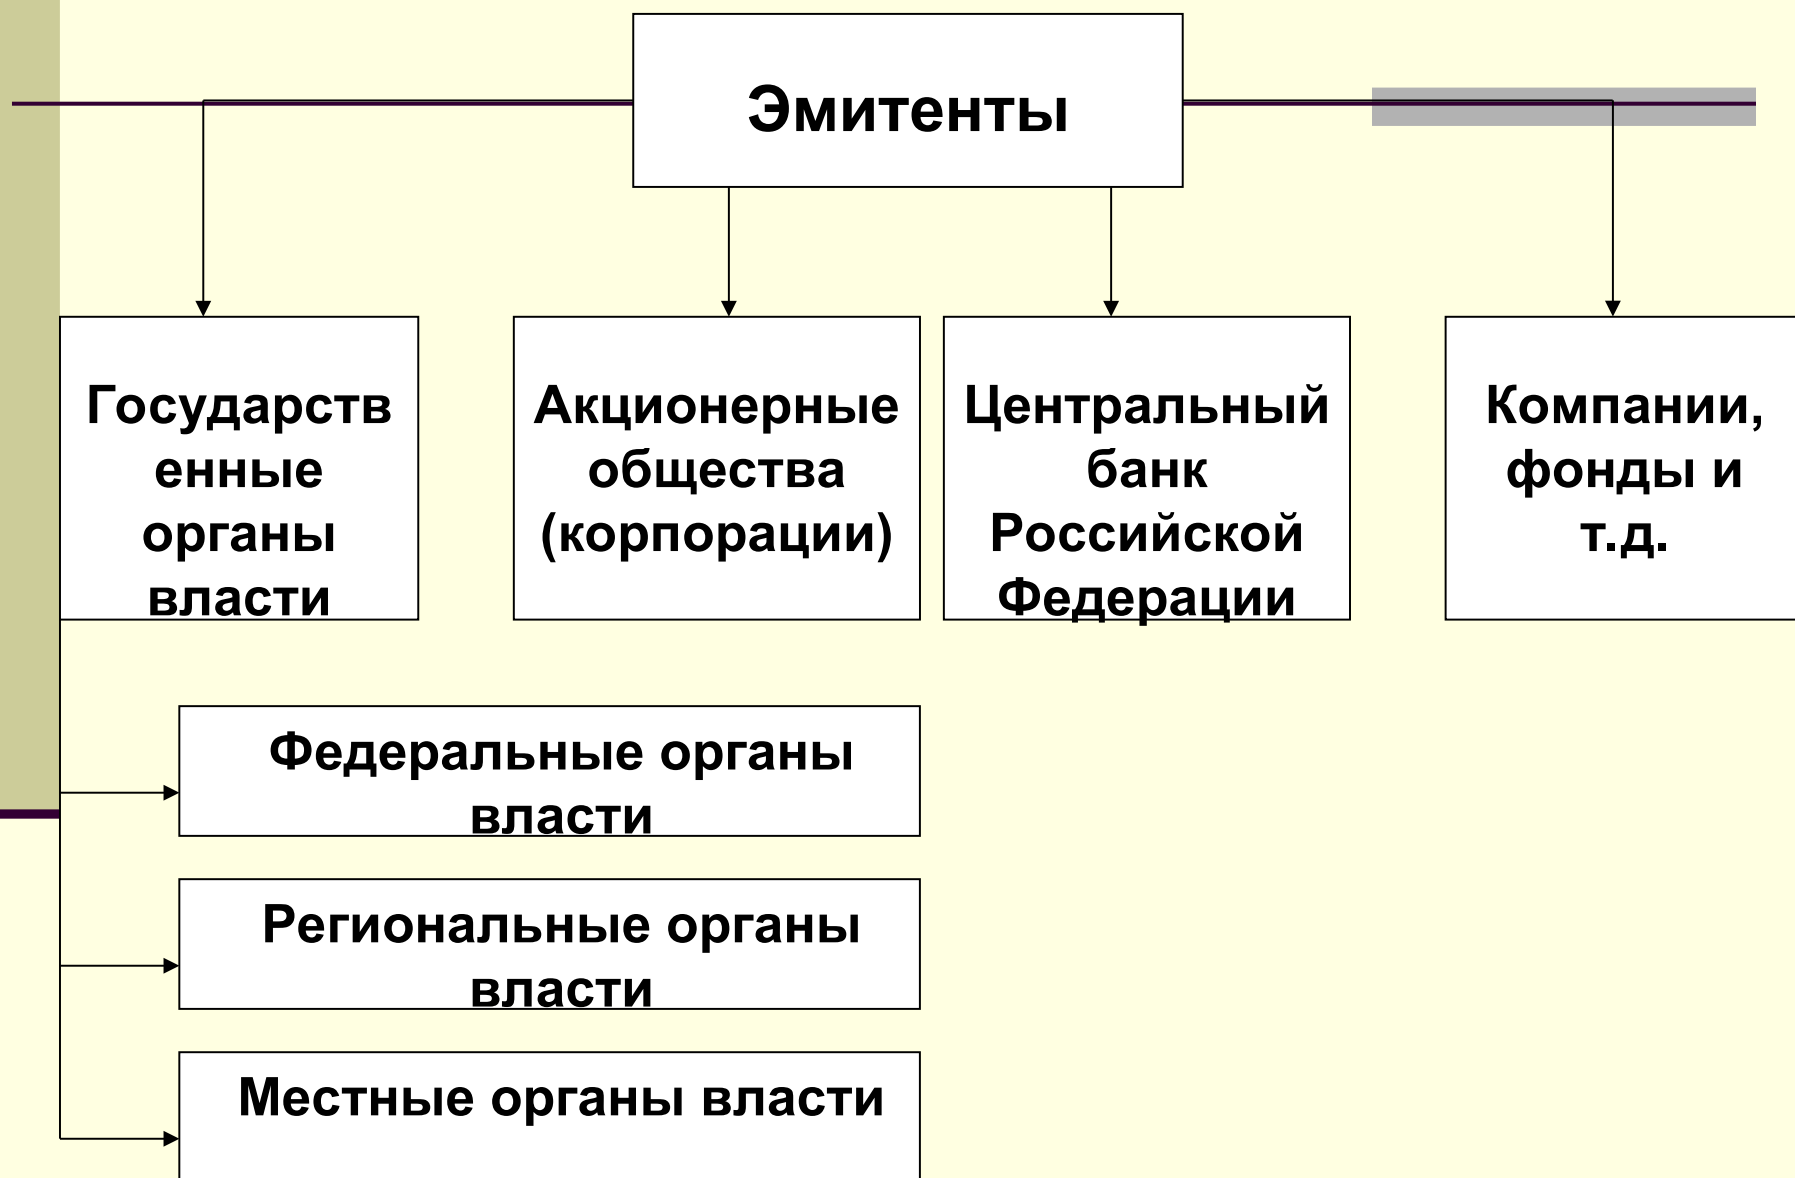 Эмитенты
Государств
енные
органы
власти
Акционерные
общества
(корпорации)
Центральный
банк
Российской
Федерации
Компании,
фонды и
т.д.
Федеральные органы
власти
Региональные органы
власти
Местные органы власти